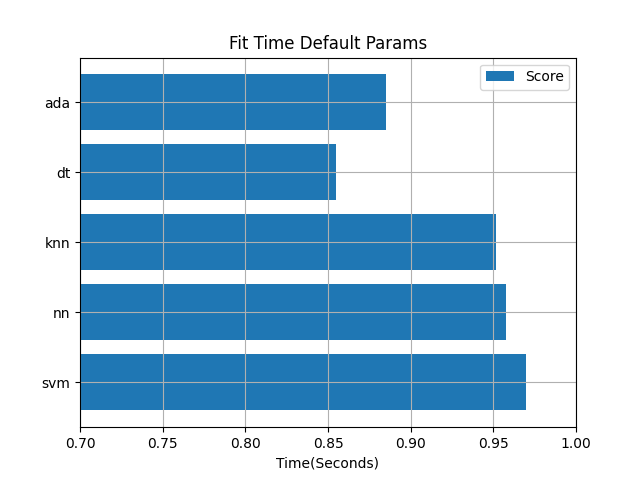 Fit Time Default Params
Score
ada
dt
knn
nn
svm
0.70 0.75 0.80 0.85 0.90 0.95 1.00
Time(Seconds)